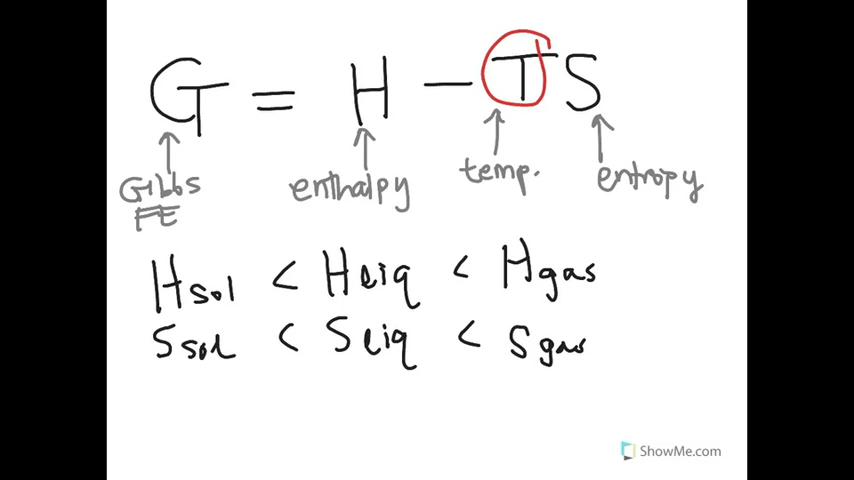 G = H - TS
Gibbs enthalpy temp. entropy
FE
Hsol < Hliq < Hgas
Ssol < Sliq < Sgas
ShowMe.com